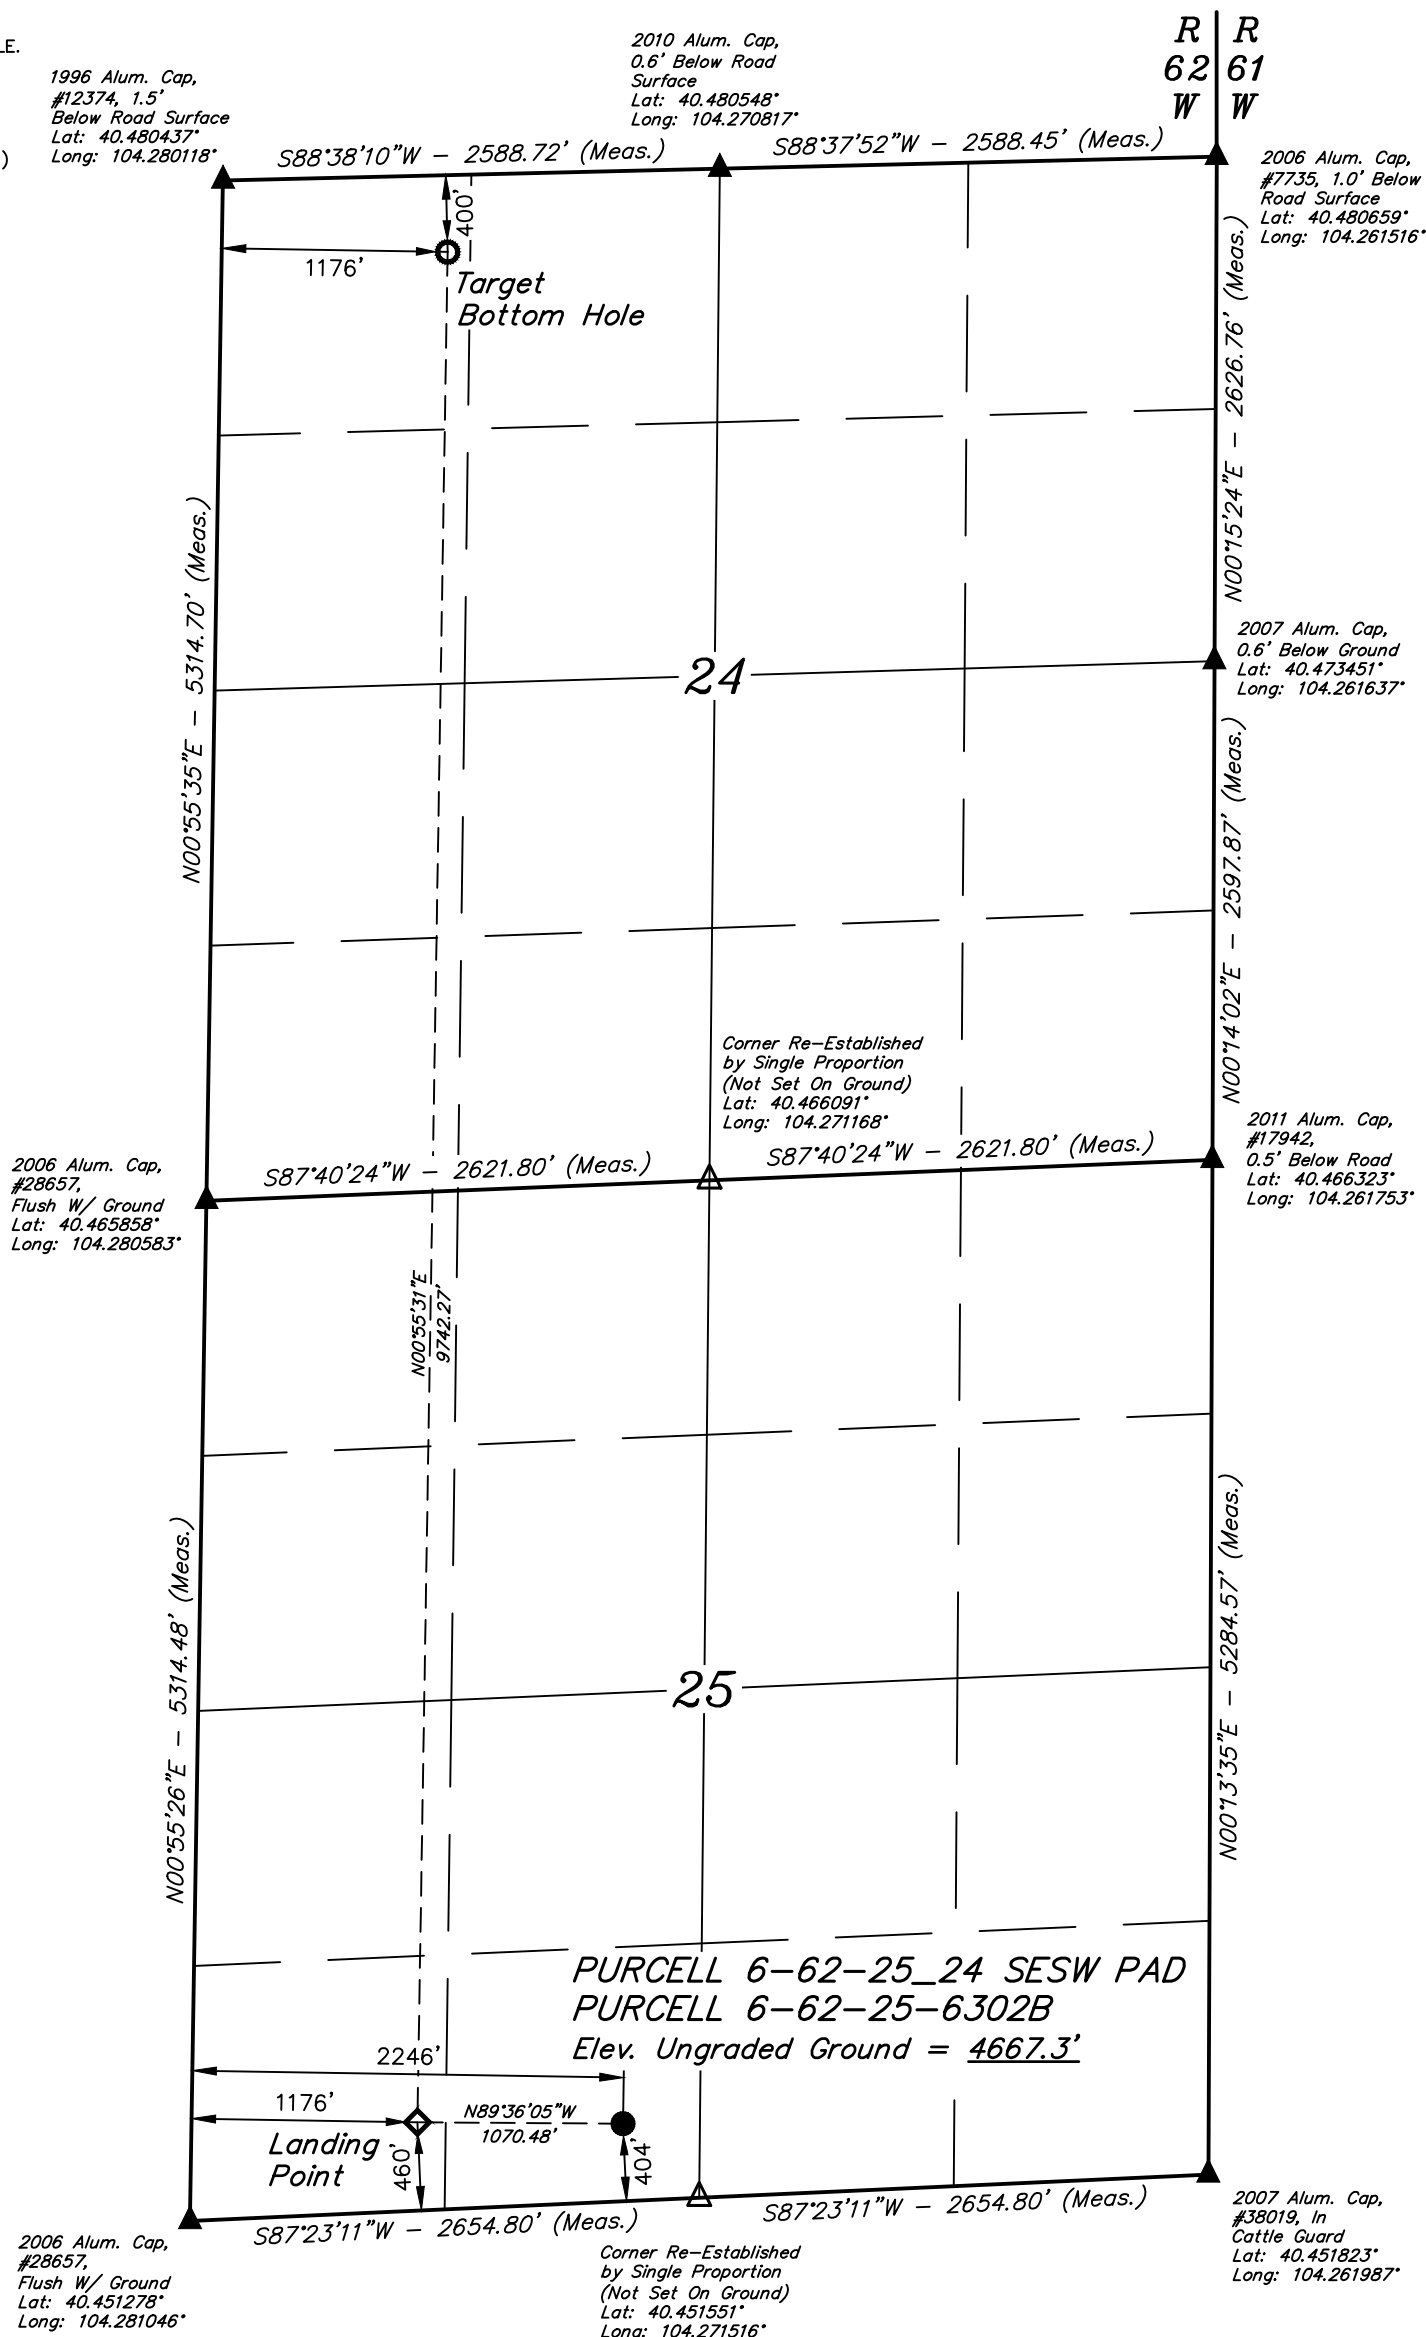 LE.
)
1996 Alum. Cap,
#12374, 1.5'
Below Road Surface
Lat: 40.480437°
Long: 104.280118°
2010 Alum. Cap,
0.6' Below Road
Surface
Lat: 40.480548°
Long: 104.270817°
R R
62 61
W W
S88°38'10"W - 2588.72' (Meas.)
S88°37'52"W - 2588.45' (Meas.)
2006 Alum. Cap,
#7735, 1.0' Below
Road Surface
Lat: 40.480659°
Long: 104.261516°
400'
1176'
Target
Bottom Hole
N00°15'24"E - 2626.76' (Meas.)
N00°55'35"E - 5314.70' (Meas.)
2007 Alum. Cap,
0.6' Below Ground
Lat: 40.473451°
Long: 104.261637°
24
N00°14'02"E - 2597.87' (Meas.)
Corner Re-Established
by Single Proportion
(Not Set On Ground)
Lat: 40.466091°
Long: 104.271168°
2011 Alum. Cap,
#17942,
0.5' Below Road
Lat: 40.466323°
Long: 104.261753°
2006 Alum. Cap,
#28657,
Flush W/ Ground
Lat: 40.465858°
Long: 104.280583°
S87°40'24"W - 2621.80' (Meas.)
S87°40'24"W - 2621.80' (Meas.)
N00°55'31"E
9742.27'
N00°55'26"E - 5314.48' (Meas.)
25
N00°13'35"E - 5284.57' (Meas.)
PURCELL 6-62-25_24 SESW PAD
PURCELL 6-62-25-6302B
Elev. Ungraded Ground = 4667.3'
2246'
1176'
N89°36'05"W
1070.48'
Landing
Point
460'
404'
S87°23'11"W - 2654.80' (Meas.)
S87°23'11"W - 2654.80' (Meas.)
2006 Alum. Cap,
#28657,
Flush W/ Ground
Lat: 40.451278°
Long: 104.281046°
Corner Re-Established
by Single Proportion
(Not Set On Ground)
Lat: 40.451551°
Long: 104.271516°
2007 Alum. Cap,
#38019, In
Cattle Guard
Lat: 40.451823°
Long: 104.261987°